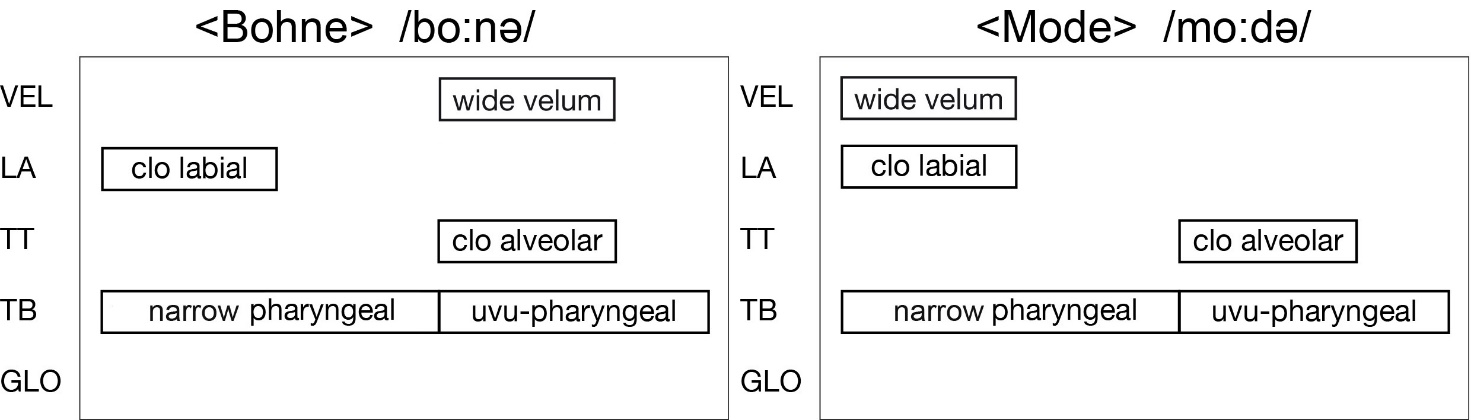 <Bohne> /bo:nə/
VEL wide velum
LA clo labial
TT clo alveolar
TB narrow pharyngeal uvu-pharyngeal
GLO
<Mode> /mo:də/
VEL wide velum
LA clo labial
TT clo alveolar
TB narrow pharyngeal uvu-pharyngeal
GLO